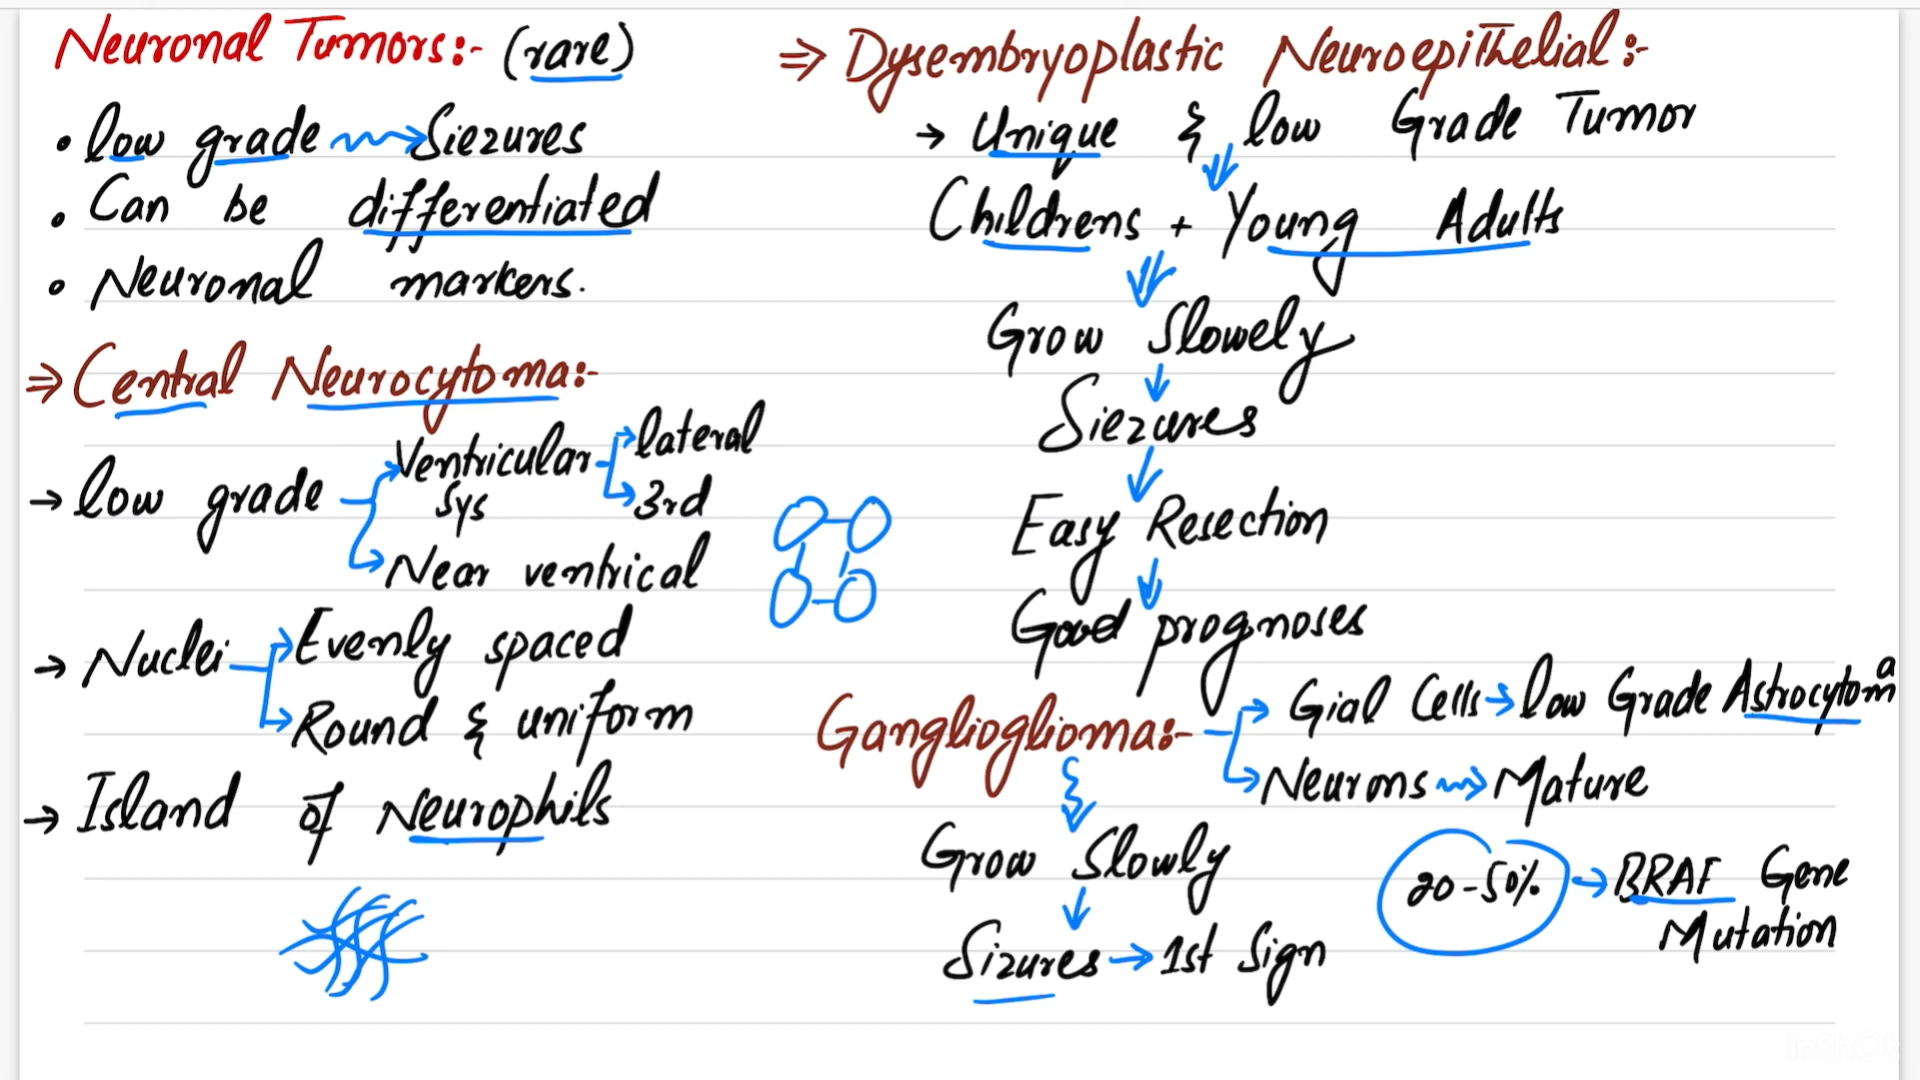 Neuronal Tumors:- (rare)
• low grade → Siezures
• Can be differentiated
• Neuronal markers.
⇒ Central Neurocytoma:-
→ low grade
Ventricular sys
→ lateral
→ 3rd
→ Near ventrical
→ Nuclei
→ Evenly spaced
→ Round & uniform
→ Island of Neurophils
⇒ Dysembryoplastic Neuroepithelial:-
→ Unique & low Grade Tumor
Childrens + Young Adults
Grow Slowely
Siezures
Easy Resection
Good prognoses
Ganglioglioma:-
→ Gial Cells → low Grade Astrocytoma
→ Neurons → Mature
Grow Slowly
Sizures → 1st Sign
20-50% → BRAF Gene
Mutation
InShOt